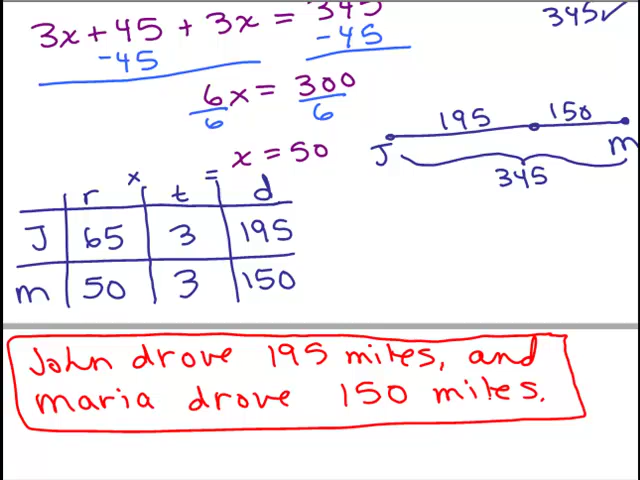 3x + 45 + 3x = 345
-45 -45
6x = 300
6 6
x = 50
345✓
195 150
J m
345
r × t = d
J 65 3 195
m 50 3 150
John drove 195 miles, and
maria drove 150 miles.